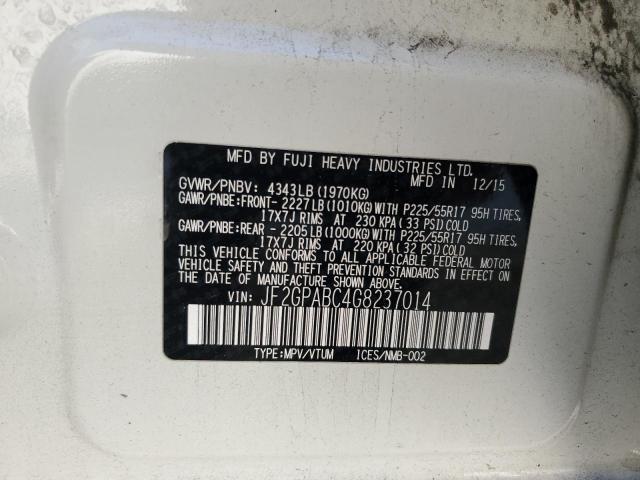 MFD BY FUJI HEAVY INDUSTRIES LTD.
MFD IN 12/15
GVWR/PNBV: 4343LB (1970KG)
GAWR/PNBE:FRONT- 2227LB (1010KG) WITH P225/55R17 95H TIRES,
17X7J RIMS AT 230 KPA (33 PSI) COLD
GAWR/PNBE:REAR - 2205LB (1000KG) WITH P225/55R17 95H TIRES,
17X7J RIMS AT 220 KPA (32 PSI) COLD
THIS VEHICLE CONFORMS TO ALL APPLICABLE FEDERAL MOTOR
VEHICLE SAFETY AND BUMPER STANDARDS IN EFFECT ON
THE DATE OF MANUFACTURE SHOWN ABOVE.
VIN: JF2GPABC4G8237014
TYPE:MPV/VTUM ICES/NMB-002